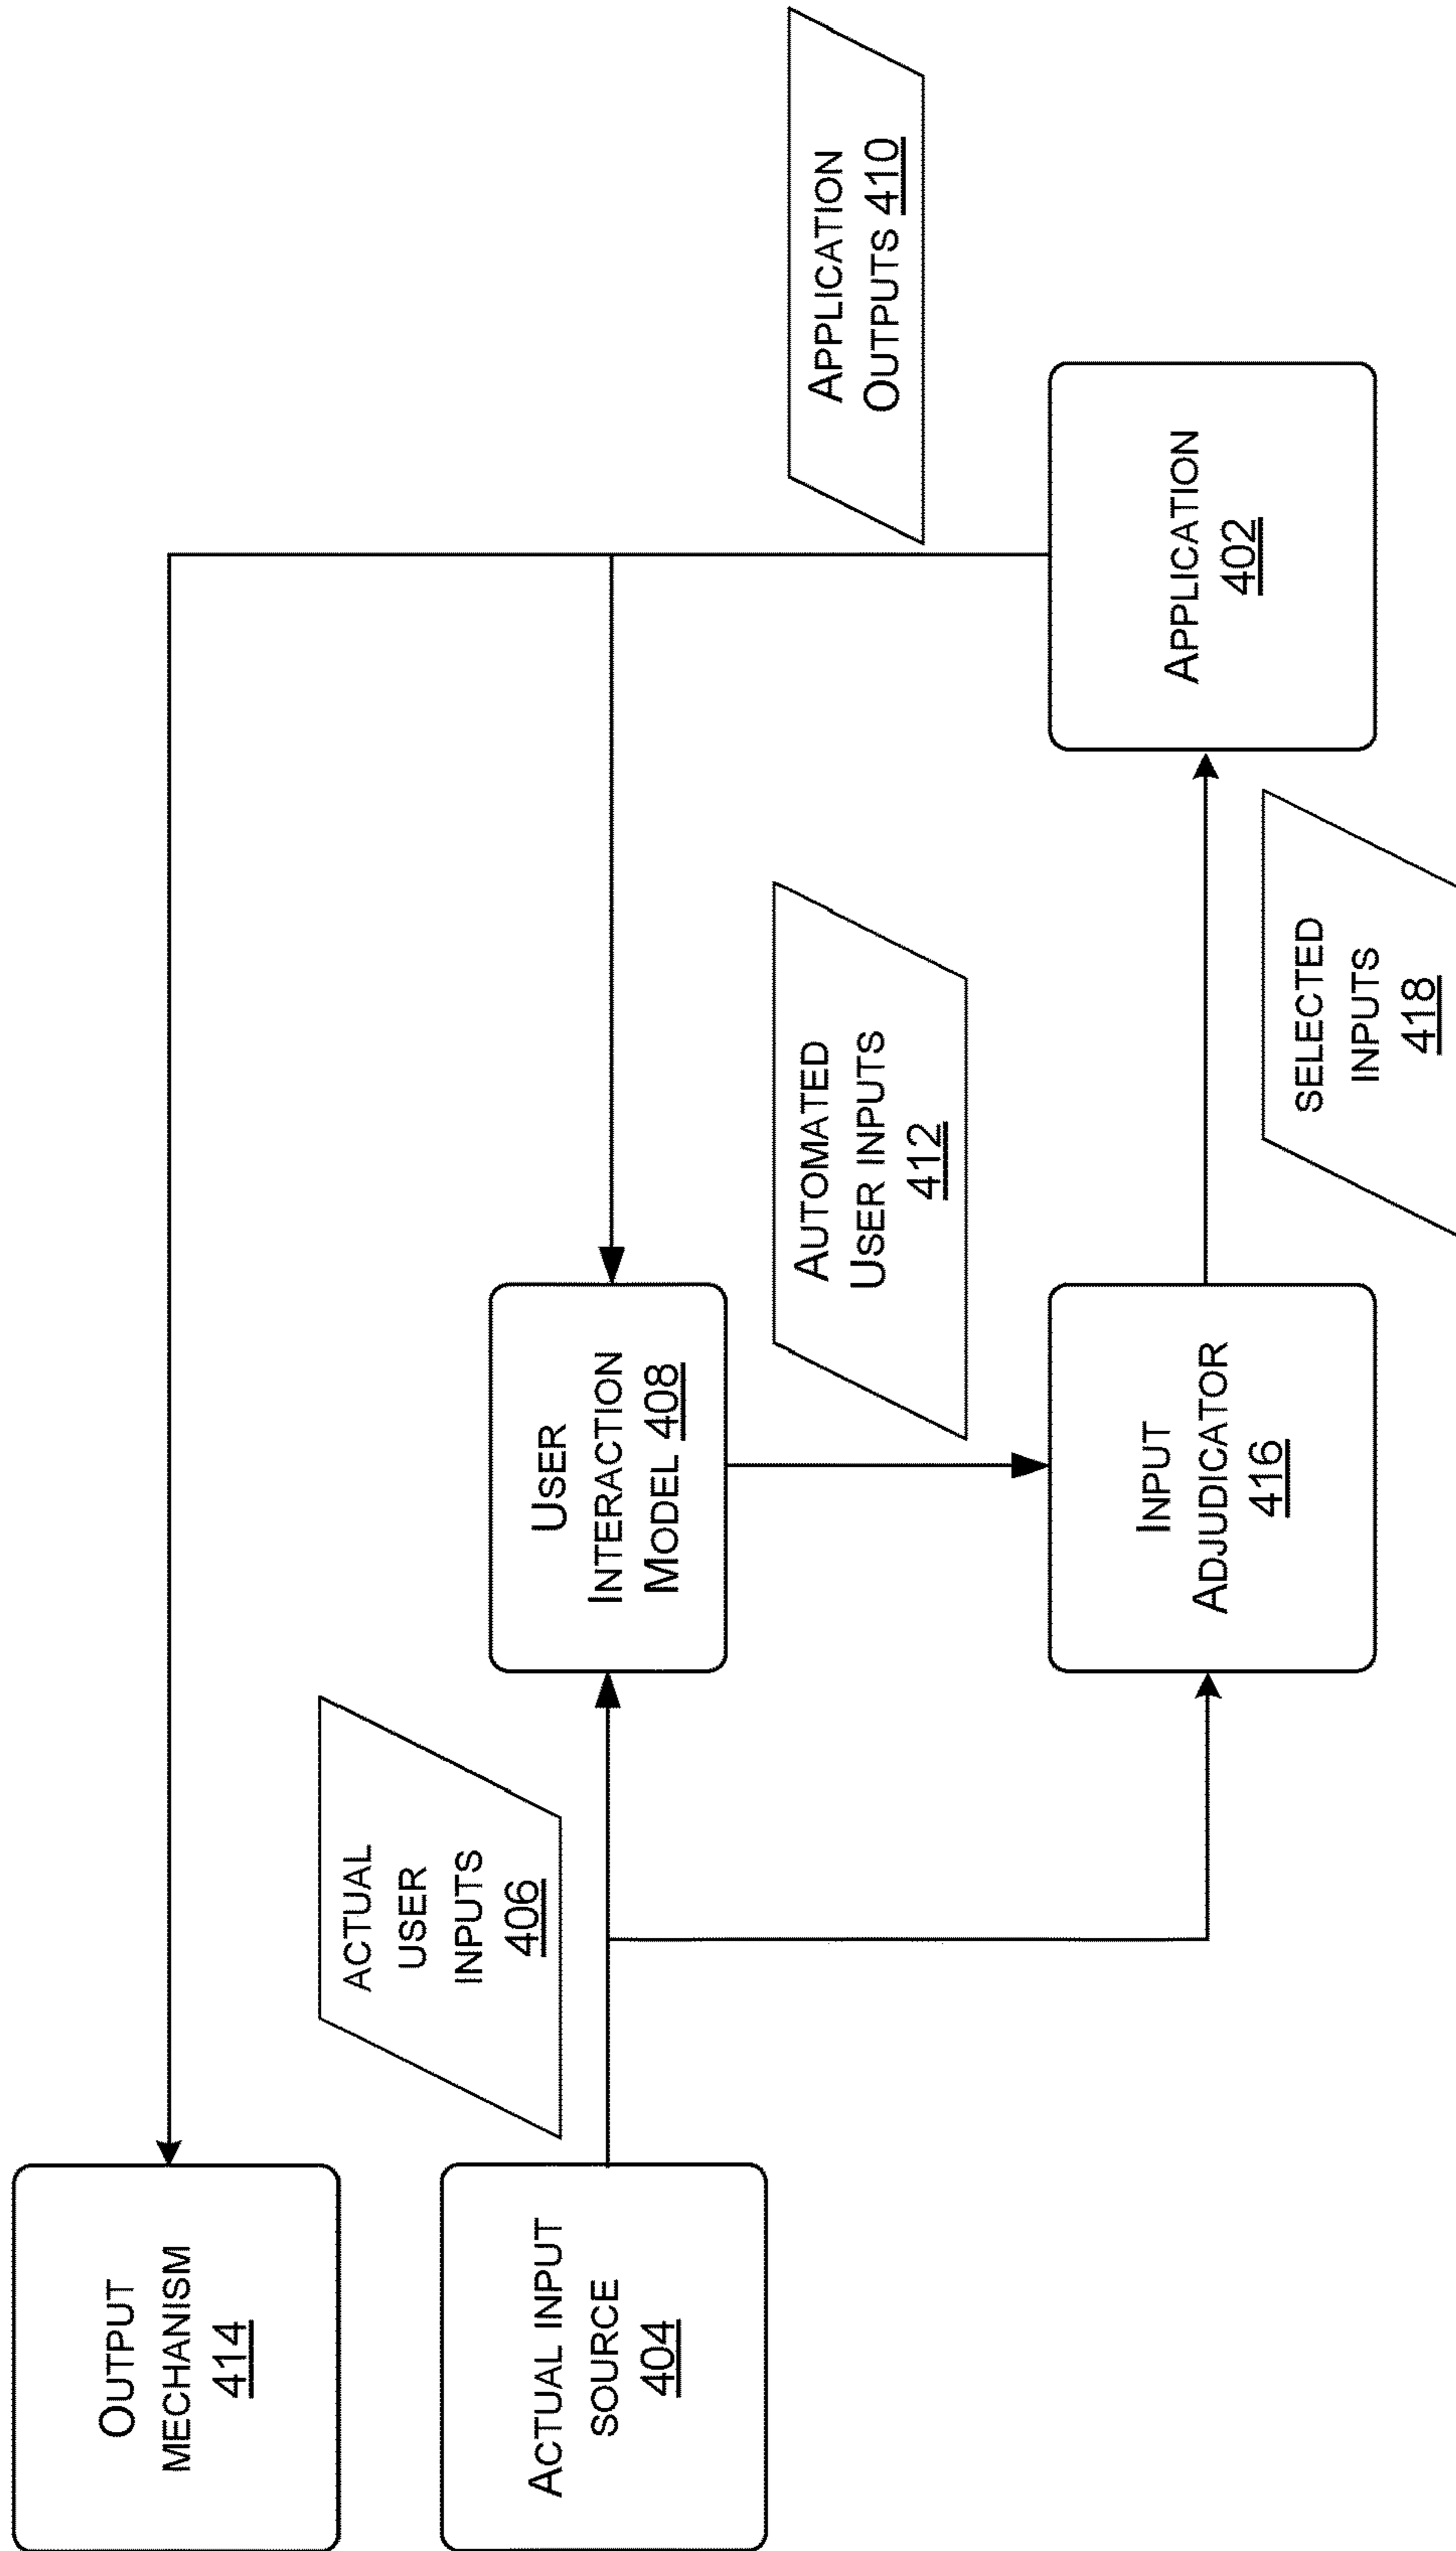 OUTPUT
MECHANISM
414
ACTUAL INPUT
SOURCE
404
ACTUAL
USER
INPUTS
406
USER
INTERACTION
MODEL 408
AUTOMATED
USER INPUTS
412
INPUT
ADJUDICATOR
416
SELECTED
INPUTS
418
APPLICATION
OUTPUTS 410
APPLICATION
402